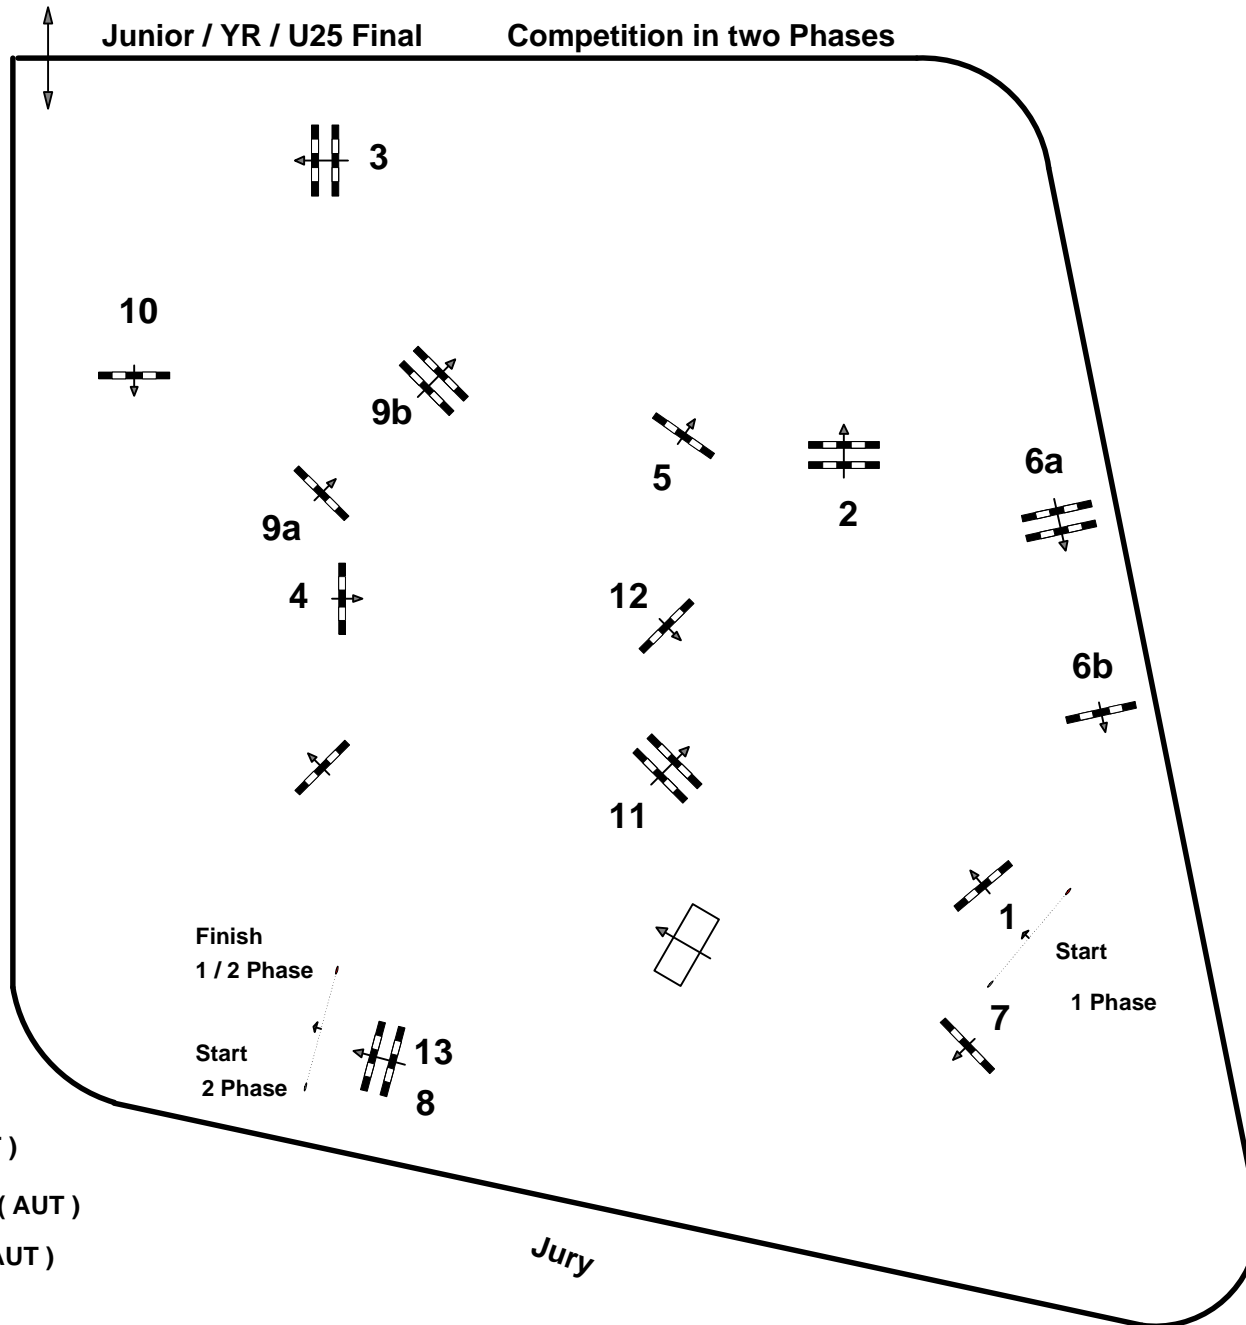 Junior / YR / U25 Final Competition in two Phases
3
10
9b
5
2
6a
9a
4
12
6b
11
1
Finish
1 / 2 Phase
Start
1 Phase
7
Start
2 Phase
13
8
)
( AUT )
AUT )
Jury